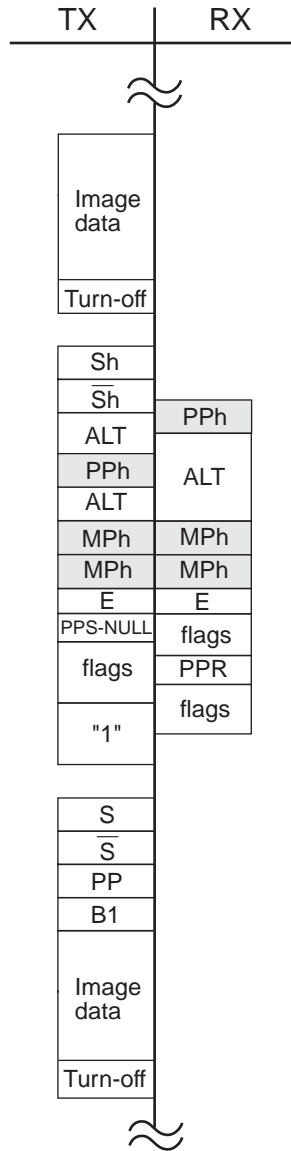 TX RX
Image
data
Turn-off
Sh
S̅h̅
PPh
ALT
ALT
PPh
ALT
MPh MPh
MPh MPh
E E
PPS-NULL
flags
flags
PPR
flags
"1"
S
S̅
PP
B1
Image
data
Turn-off